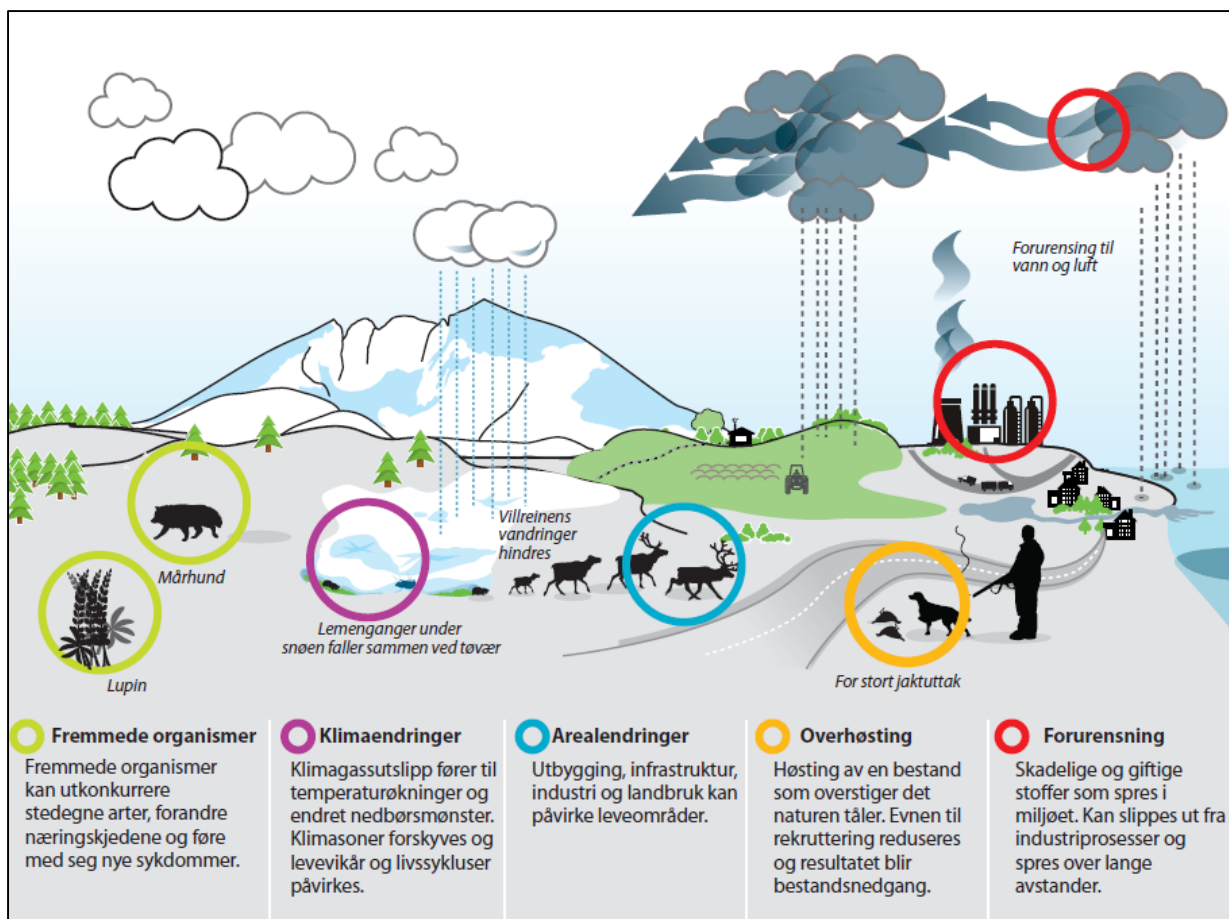 Forurensing til
vann og luft
Villreinens
vandringer
hindres
Mårhund
Lemenganger under
snøen faller sammen ved tøvær
Lupin
For stort jaktuttak
Fremmede organismer
Fremmede organismer
kan utkonkurrere
stedegne arter, forandre
næringskjedene og føre
med seg nye sykdommer.
Klimaendringer
Klimagassutslipp fører til
temperaturøkninger og
endret nedbørsmønster.
Klimasoner forskyves og
levevikår og livssykluser
påvirkes.
Arealendringer
Utbygging, infrastruktur,
industri og landbruk kan
påvirke leveområder.
Overhøsting
Høsting av en bestand
som overstiger det
naturen tåler. Evnen til
rekruttering reduseres
og resultatet blir
bestandsnedgang.
Forurensning
Skadelige og giftige
stoffer som spres i
miljøet. Kan slippes ut fra
industriprosesser og
spres over lange
avstander.